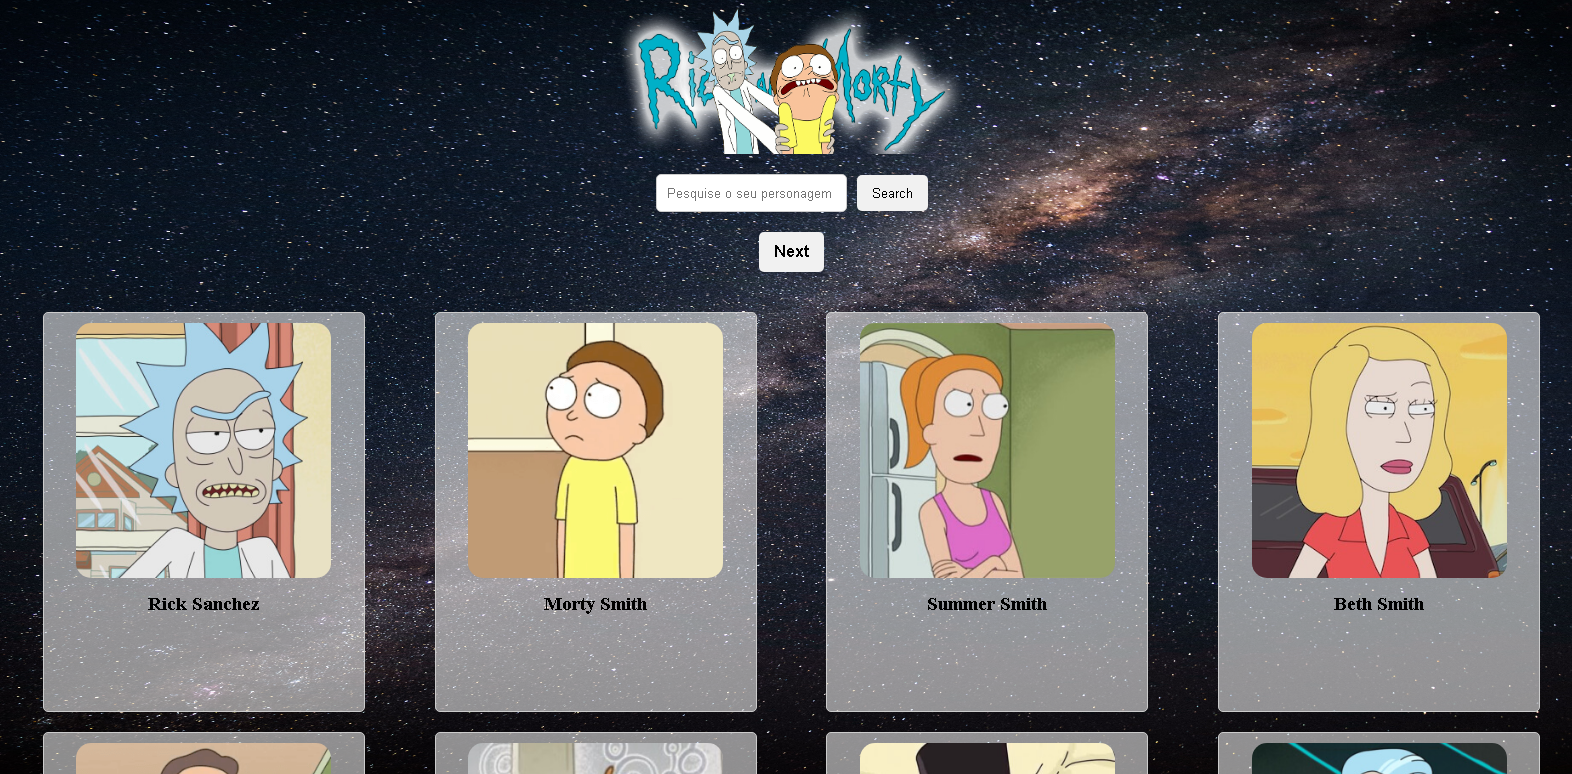 Rick and Morty
Pesquise o seu personagem
Search
Next
Rick Sanchez
Morty Smith
Summer Smith
Beth Smith